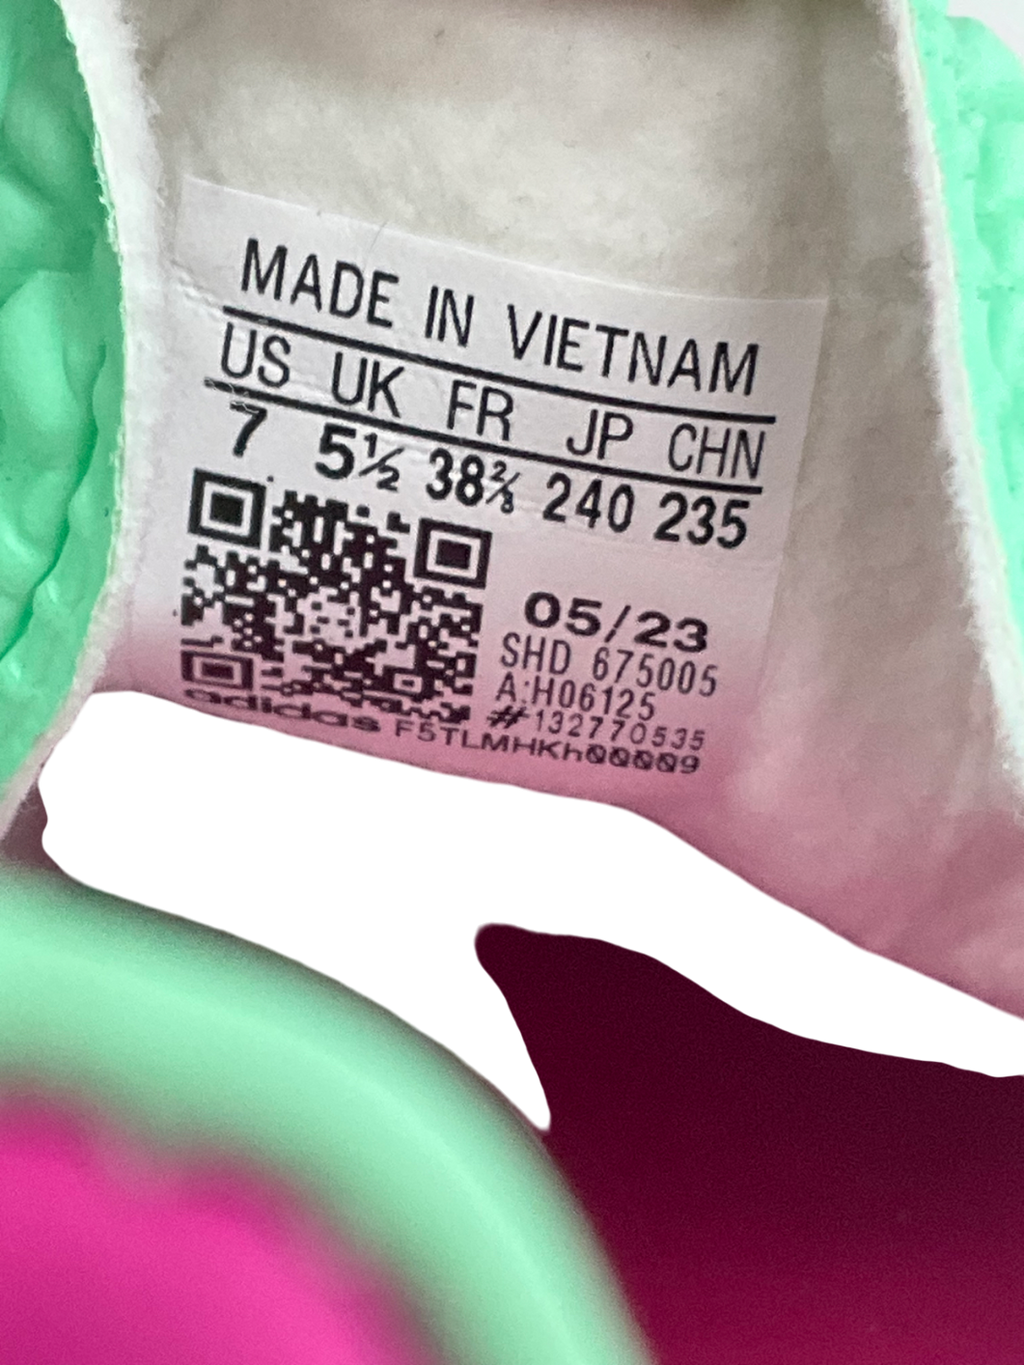 MADE IN VIETNAM
US UK FR JP CHN
7 5½ 38⅔ 240 235
05/23
SHD 675005
A:H06125
#132770535
adidas F5TLMHKh00009